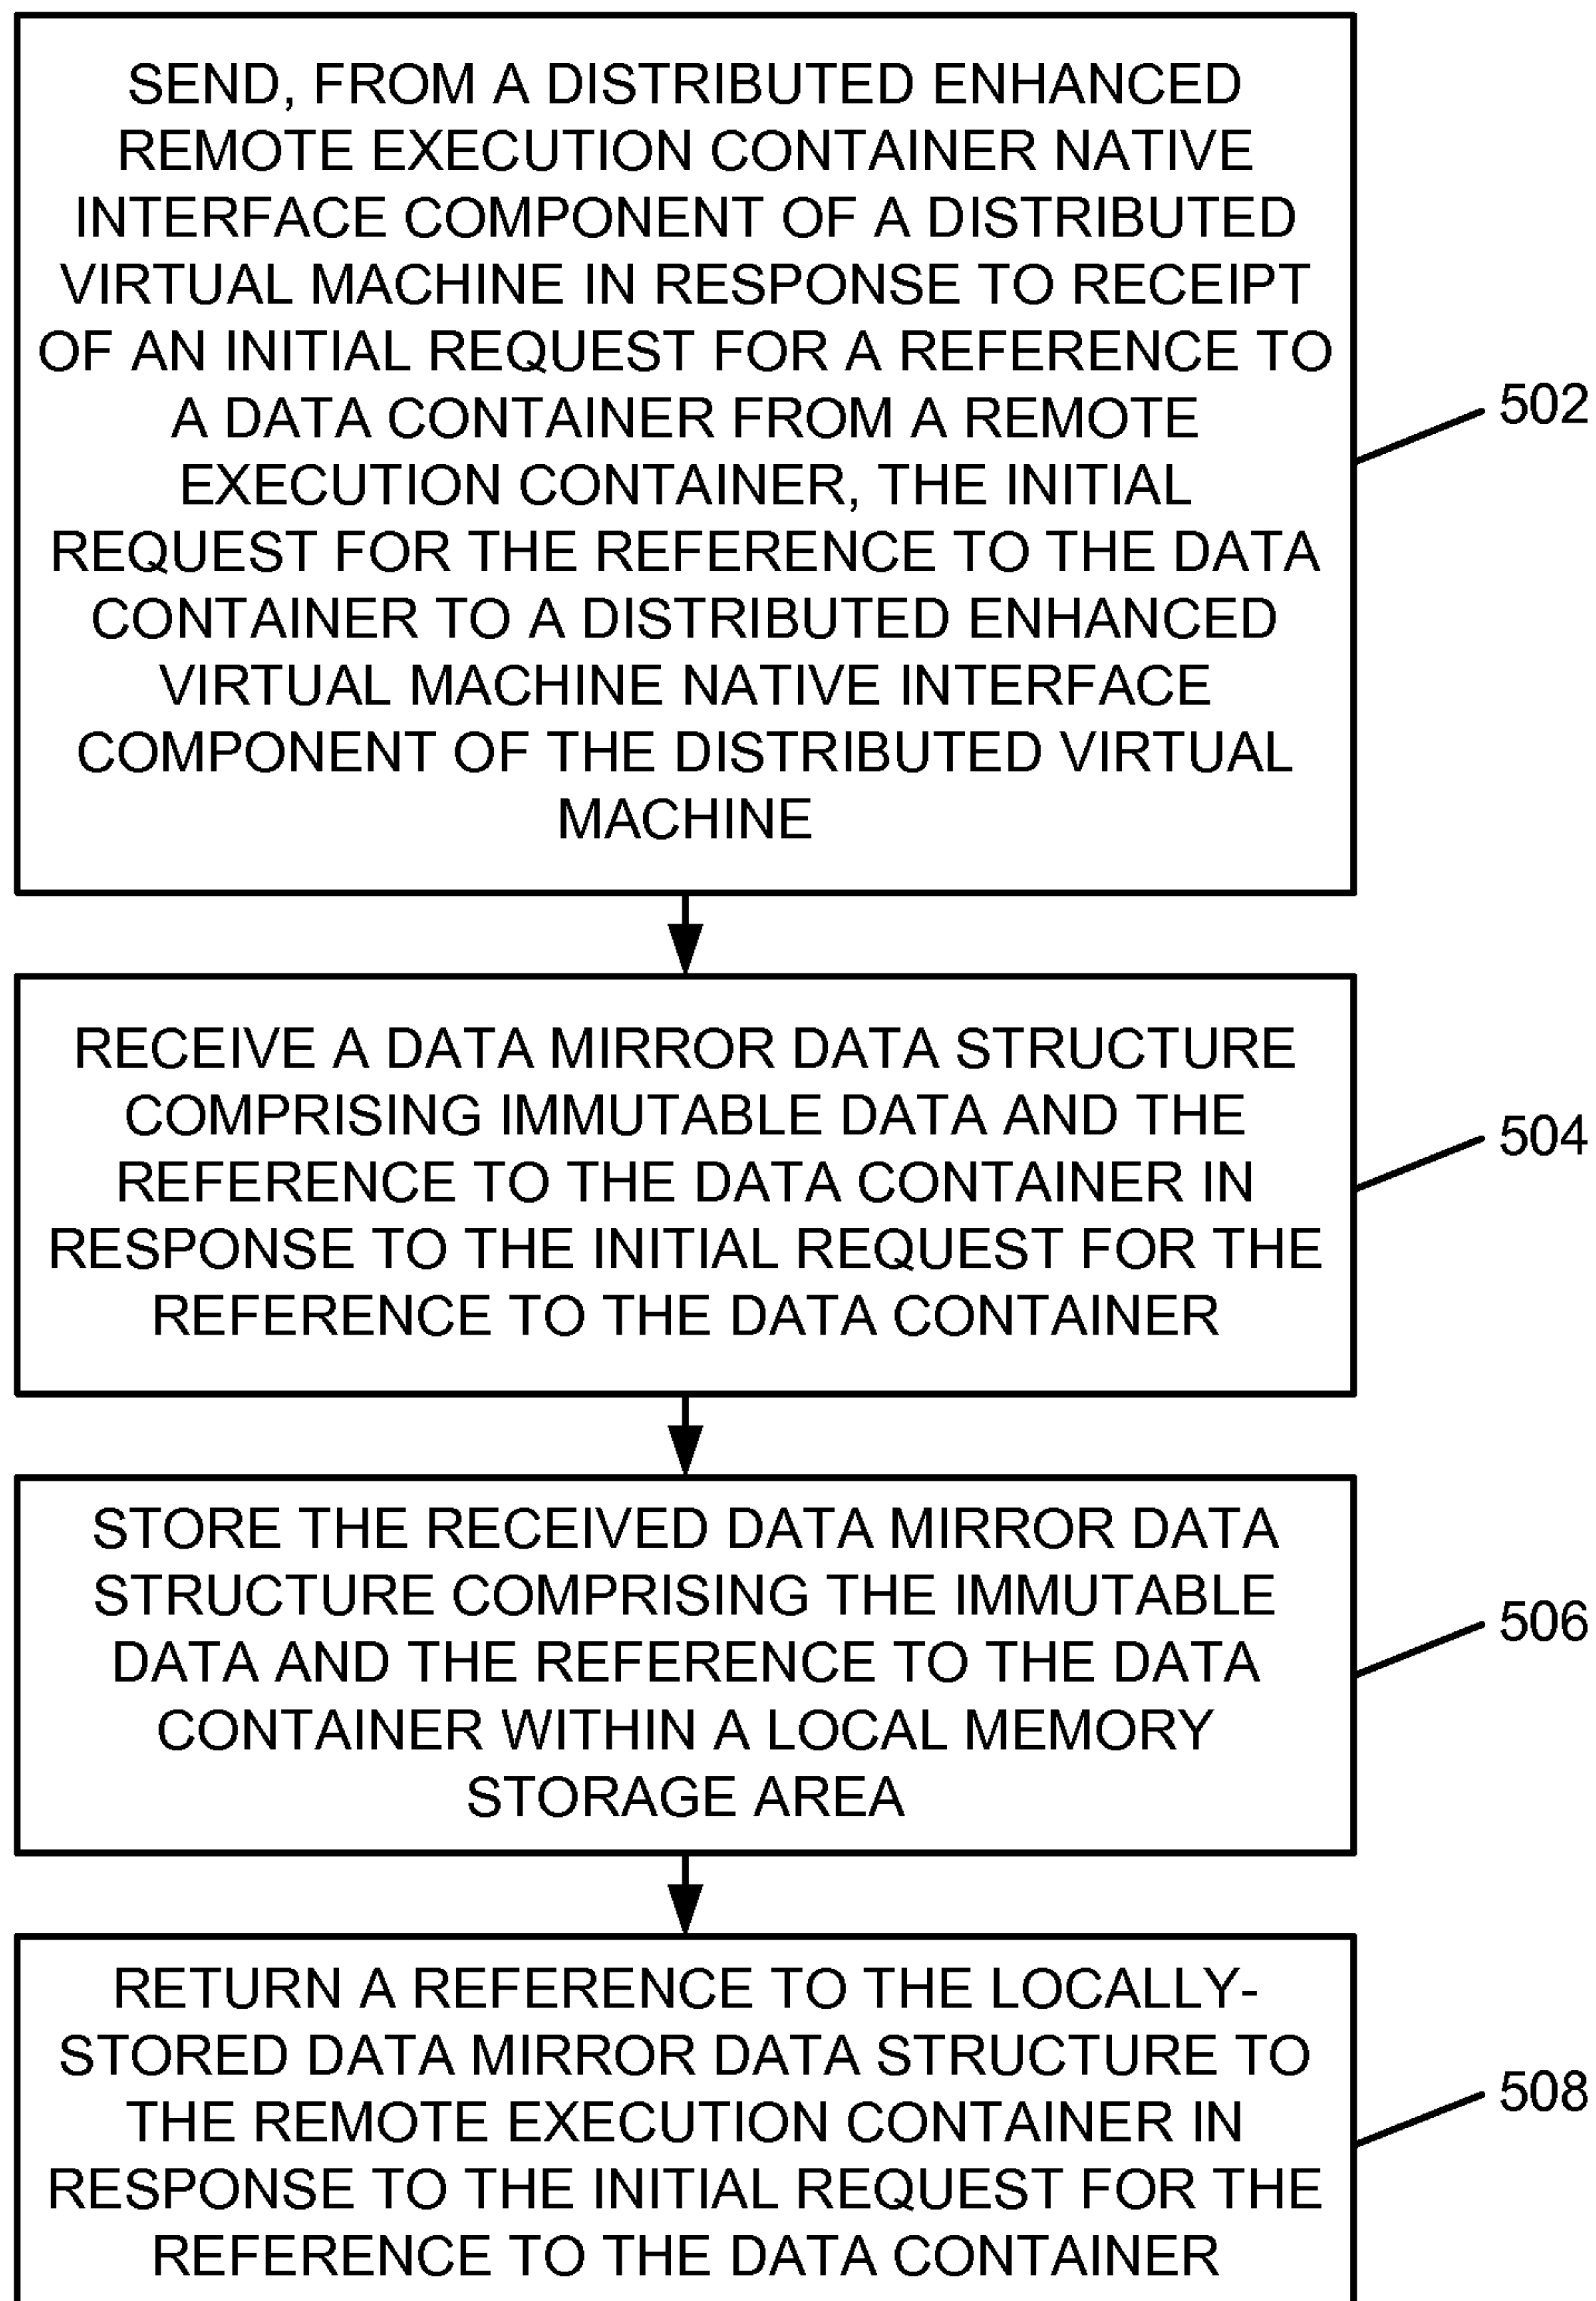 SEND, FROM A DISTRIBUTED ENHANCED
REMOTE EXECUTION CONTAINER NATIVE
INTERFACE COMPONENT OF A DISTRIBUTED
VIRTUAL MACHINE IN RESPONSE TO RECEIPT
OF AN INITIAL REQUEST FOR A REFERENCE TO
A DATA CONTAINER FROM A REMOTE
EXECUTION CONTAINER, THE INITIAL
REQUEST FOR THE REFERENCE TO THE DATA
CONTAINER TO A DISTRIBUTED ENHANCED
VIRTUAL MACHINE NATIVE INTERFACE
COMPONENT OF THE DISTRIBUTED VIRTUAL
MACHINE
502
RECEIVE A DATA MIRROR DATA STRUCTURE
COMPRISING IMMUTABLE DATA AND THE
REFERENCE TO THE DATA CONTAINER IN
RESPONSE TO THE INITIAL REQUEST FOR THE
REFERENCE TO THE DATA CONTAINER
504
STORE THE RECEIVED DATA MIRROR DATA
STRUCTURE COMPRISING THE IMMUTABLE
DATA AND THE REFERENCE TO THE DATA
CONTAINER WITHIN A LOCAL MEMORY
STORAGE AREA
506
RETURN A REFERENCE TO THE LOCALLY-
STORED DATA MIRROR DATA STRUCTURE TO
THE REMOTE EXECUTION CONTAINER IN
RESPONSE TO THE INITIAL REQUEST FOR THE
REFERENCE TO THE DATA CONTAINER
508